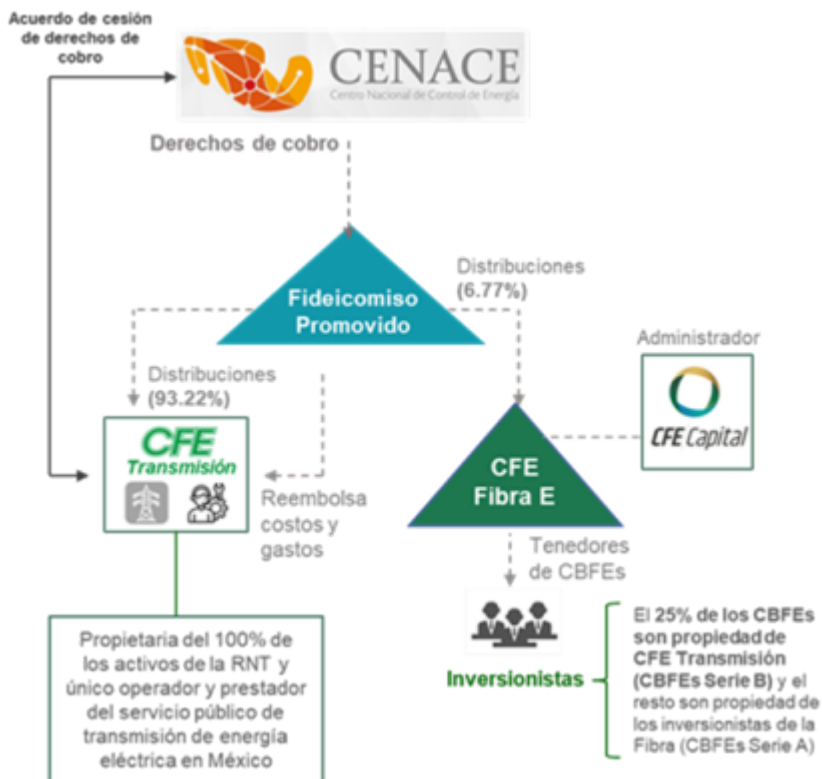 Acuerdo de cesión
de derechos de
cobro
CENACE
Centro Nacional de Control de Energía
Derechos de cobro
Fideicomiso
Promovido
Distribuciones
(6.77%)
Distribuciones
(93.22%)
Administrador
CFE Capital
CFE
Transmisión
Reembolsa
costos y
gastos
CFE
Fibra E
Tenedores
de CBFEs
Inversionistas
El 25% de los CBFEs
son propiedad de
CFE Transmisión
(CBFEs Serie B) y el
resto son propiedad de
los inversionistas de la
Fibra (CBFEs Serie A)
Propietaria del 100% de
los activos de la RNT y
único operador y prestador
del servicio público de
transmisión de energía
eléctrica en México